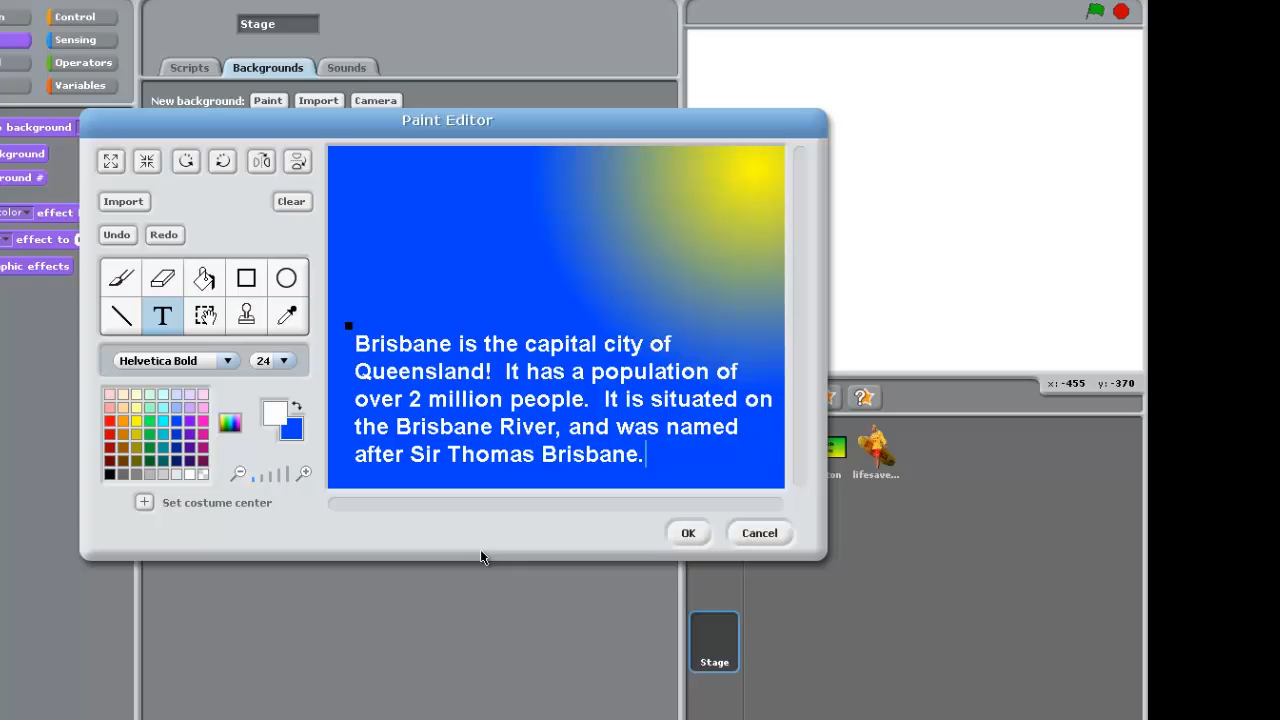 Control
Stage
Sensing
Operators
Scripts
Backgrounds
Sounds
Variables
New background:
Paint
Import
Camera
Paint Editor
background
ground
round #
color
effect
effect to
phic effects
Import
Clear
Undo
Redo
T
Helvetica Bold
24
Set costume center
Brisbane is the capital city of
Queensland!  It has a population of
over 2 million people.  It is situated on
the Brisbane River, and was named
after Sir Thomas Brisbane.
OK
Cancel
x: -455
y: -370
ton
lifesave...
Stage